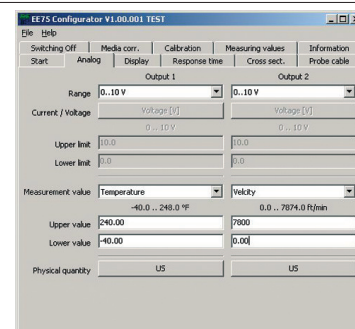 EE75 Configurator V1.00.001 TEST
File Help
Switching Off Media corr. Calibration Measuring values Information
Start Analog Display Response time Cross sect. Probe cable
Output 1 Output 2
Range 0..10 V 0..10 V
Current / Voltage Voltage [V] Voltage [V]
0 .. 10 V 0 .. 10 V
Upper limit 10.0 10.0
Lower limit 0.0 0.0
Measurement value Temperature Velcity
-40.0 .. 248.0 °F 0.0 .. 7874.0 ft/min
Upper value 240.00 7800
Lower value -40.00 0.00
Physical quantity US US